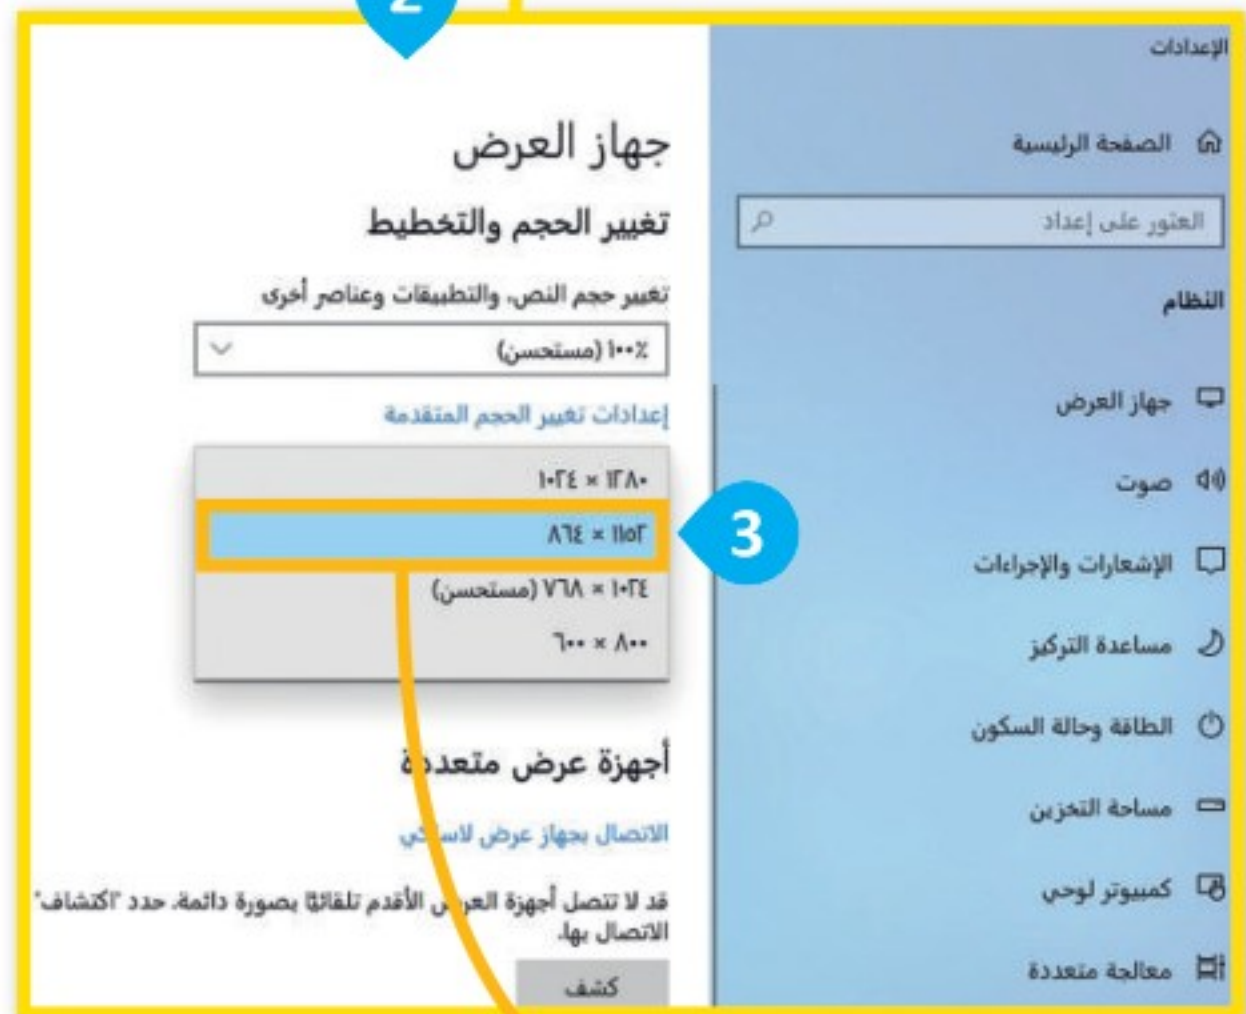 2
الإعدادات
الصفحة الرئيسية
العثور على إعداد
النظام
جهاز العرض
صوت
الإشعارات والإجراءات
مساعدة التركيز
الطاقة وحالة السكون
مساحة التخزين
كمبيوتر لوحي
معالجة متعددة
جهاز العرض
تغيير الحجم والتخطيط
تغيير حجم النص، والتطبيقات وعناصر أخرى
١٠٠٪ (مستحسن)
إعدادات تغيير الحجم المتقدمة
١٢٨٠ × ١٠٢٤
١١٥٢ × ٨٦٤
3
١٠٢٤ × ٧٦٨ (مستحسن)
٨٠٠ × ٦٠٠
أجهزة عرض متعددة
الاتصال بجهاز عرض لاسلكي
قد لا تتصل أجهزة العرض الأقدم تلقائيًا بصورة دائمة. حدد "اكتشاف"
الاتصال بها.
كشف